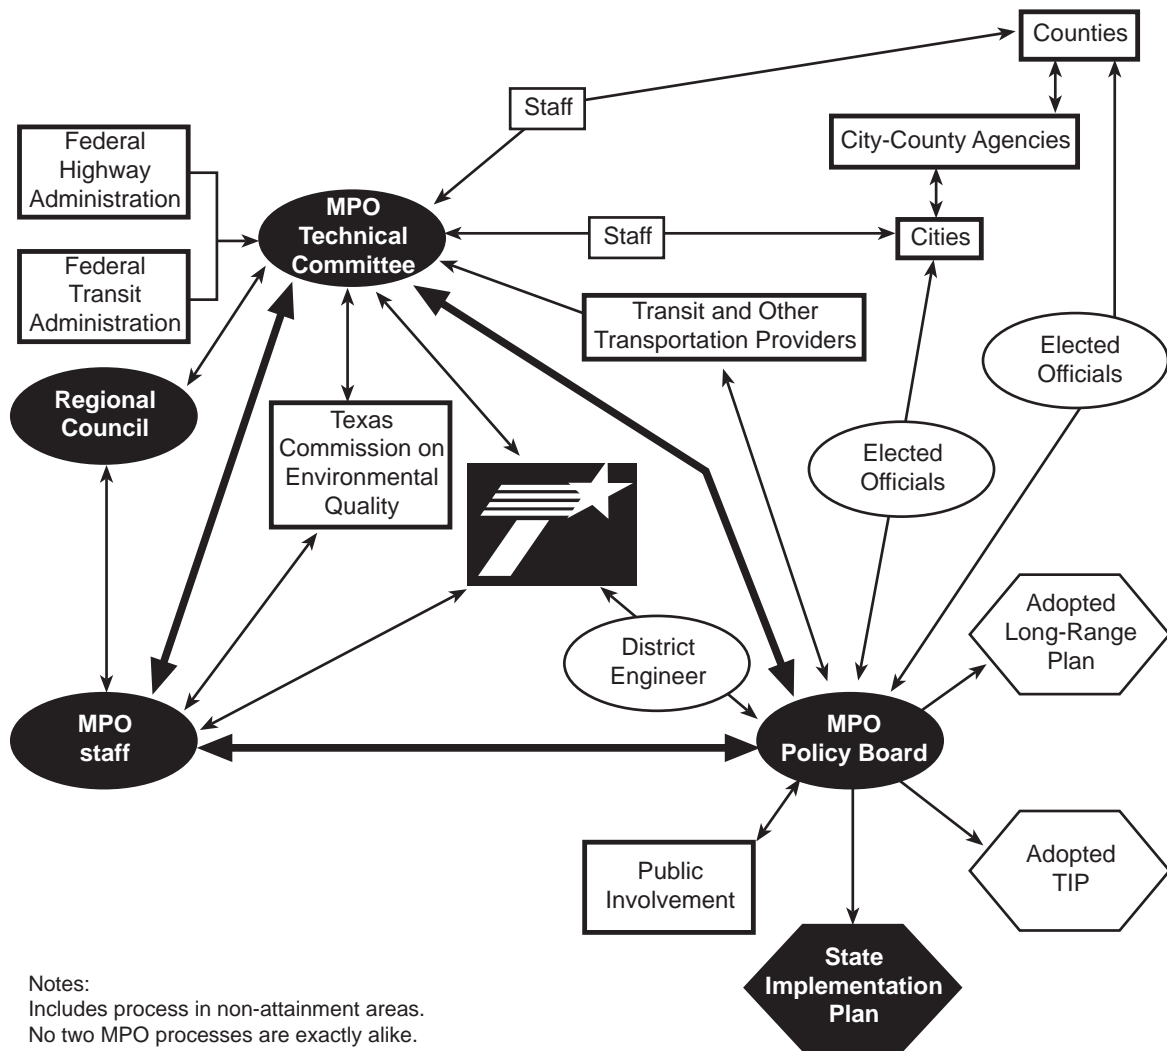 Counties
Staff
City-County Agencies
Federal
Highway
Administration
MPO
Technical
Committee
Staff
Cities
Federal
Transit
Administration
Transit and Other
Transportation Providers
Elected
Officials
Regional
Council
Texas
Commission on
Environmental
Quality
Elected
Officials
Adopted
Long-Range
Plan
District
Engineer
MPO
staff
MPO
Policy Board
Public
Involvement
Adopted
TIP
State
Implementation
Plan
Notes:
Includes process in non-attainment areas.
No two MPO processes are exactly alike.